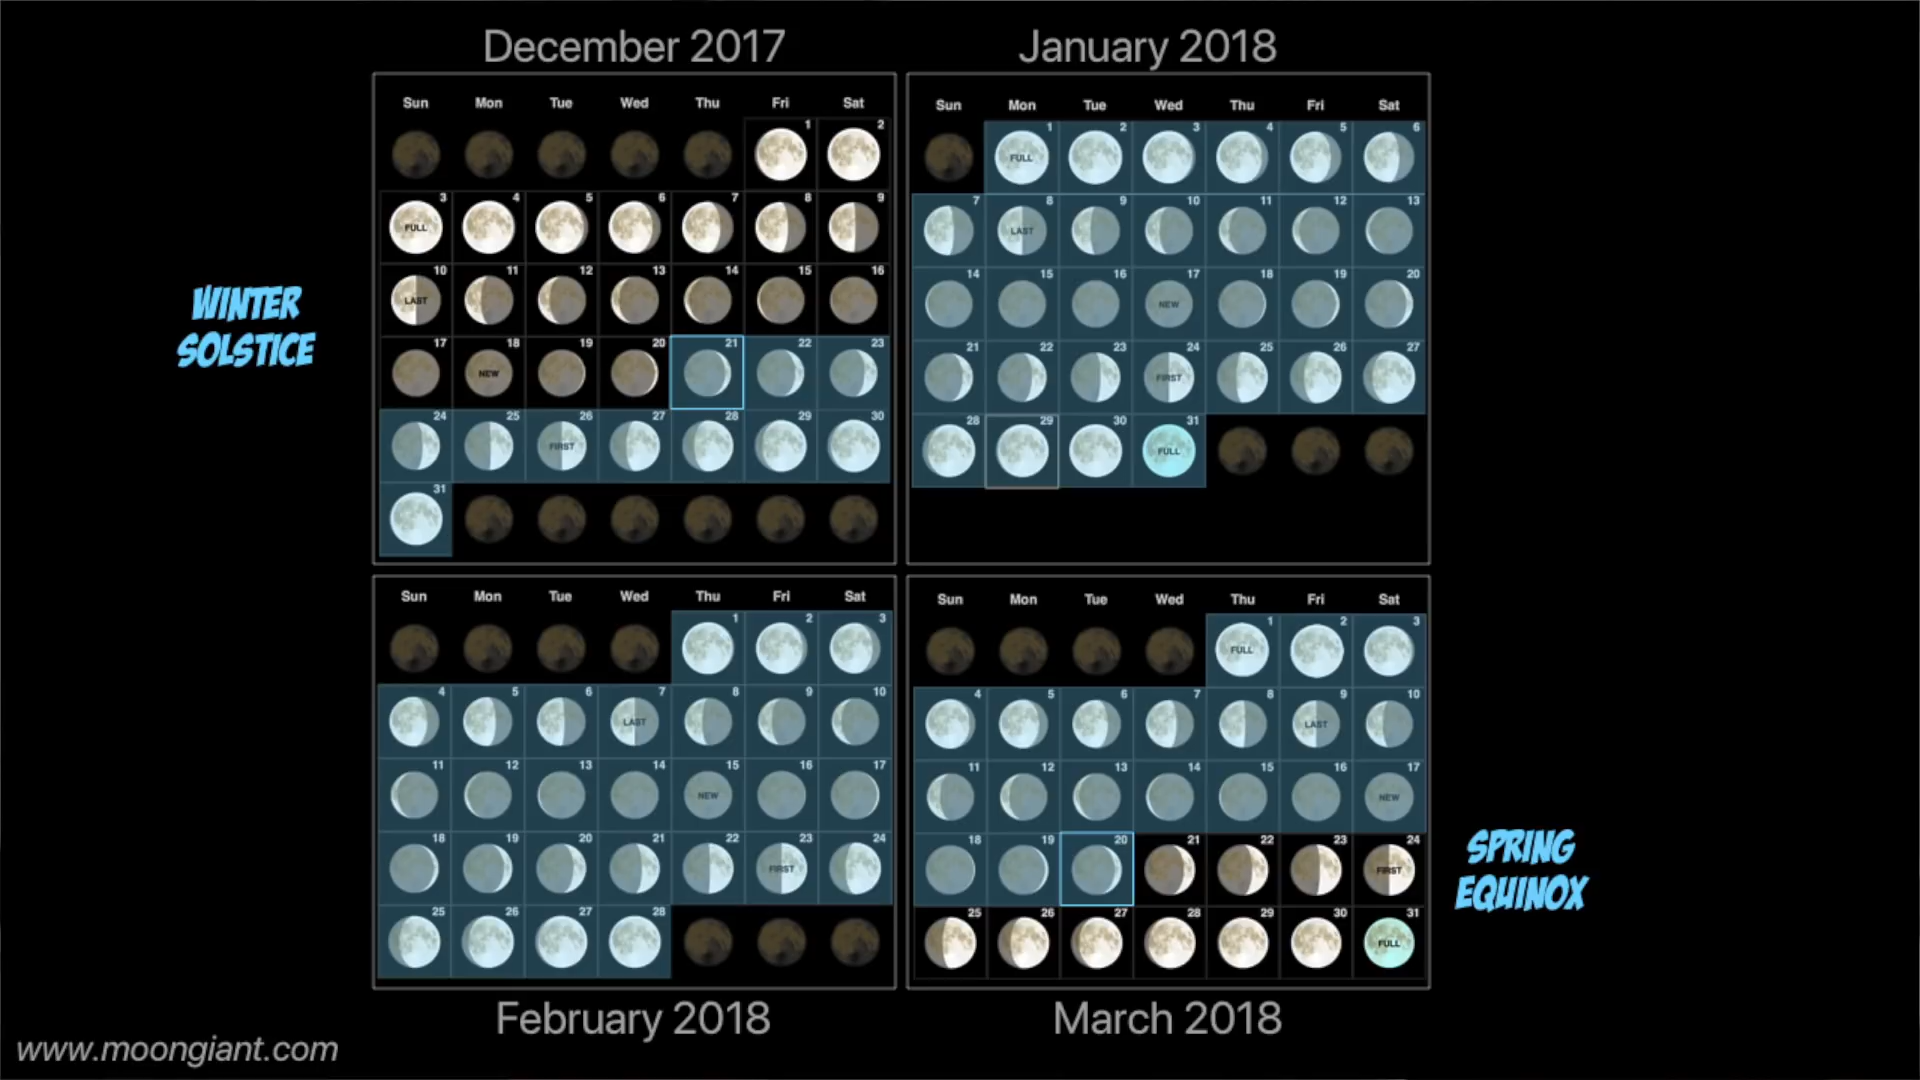 December 2017
January 2018
Sun Mon Tue Wed Thu Fri Sat
1 2
3 4 5 6 7 8 9
FULL
10 11 12 13 14 15 16
LAST
17 18 19 20 21 22 23
NEW
24 25 26 27 28 29 30
FIRST
31
Sun Mon Tue Wed Thu Fri Sat
1 2 3 4 5 6
FULL
7 8 9 10 11 12 13
LAST
14 15 16 17 18 19 20
NEW
21 22 23 24 25 26 27
FIRST
28 29 30 31
FULL
WINTER
SOLSTICE
Sun Mon Tue Wed Thu Fri Sat
1 2 3
4 5 6 7 8 9 10
LAST
11 12 13 14 15 16 17
NEW
18 19 20 21 22 23 24
FIRST
25 26 27 28
Sun Mon Tue Wed Thu Fri Sat
1 2 3
FULL
4 5 6 7 8 9 10
LAST
11 12 13 14 15 16 17
NEW
18 19 20 21 22 23 24
FIRST
25 26 27 28 29 30 31
FULL
SPRING
EQUINOX
February 2018
March 2018
www.moongiant.com